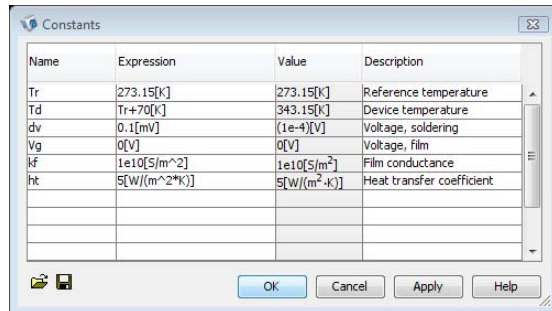 Constants
Name Expression Value Description
Tr 273.15[K] 273.15[K] Reference temperature
Td Tr+70[K] 343.15[K] Device temperature
dv 0.1[mV] (1e-4)[V] Voltage, soldering
Vg 0[V] 0[V] Voltage, film
kf 1e10[S/m^2] 1e10[S/m²] Film conductance
ht 5[W/(m^2*K)] 5[W/(m²·K)] Heat transfer coefficient
OK Cancel Apply Help